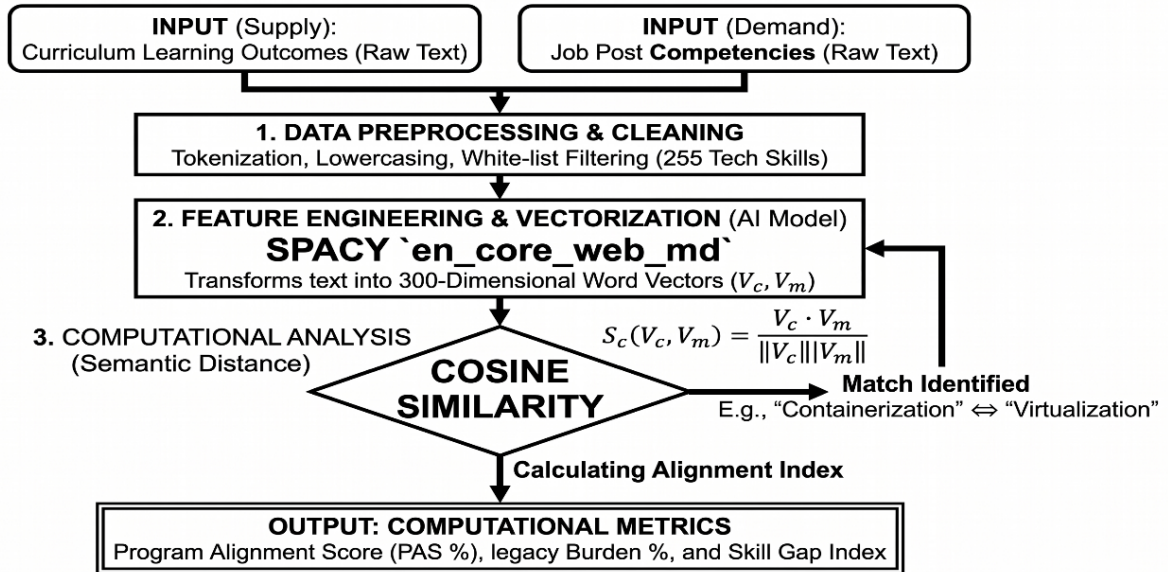 INPUT (Supply):
Curriculum Learning Outcomes (Raw Text)
INPUT (Demand):
Job Post Competencies (Raw Text)
1. DATA PREPROCESSING & CLEANING
Tokenization, Lowercasing, White-list Filtering (255 Tech Skills)
2. FEATURE ENGINEERING & VECTORIZATION (AI Model)
SPACY `en_core_web_md`
Transforms text into 300-Dimensional Word Vectors (V_c, V_m)
3. COMPUTATIONAL ANALYSIS
(Semantic Distance)
COSINE
SIMILARITY
S_c(V_c, V_m) = V_c · V_m / ‖V_c‖‖V_m‖
Match Identified
E.g., “Containerization” ⇔ “Virtualization”
Calculating Alignment Index
OUTPUT: COMPUTATIONAL METRICS
Program Alignment Score (PAS %), legacy Burden %, and Skill Gap Index